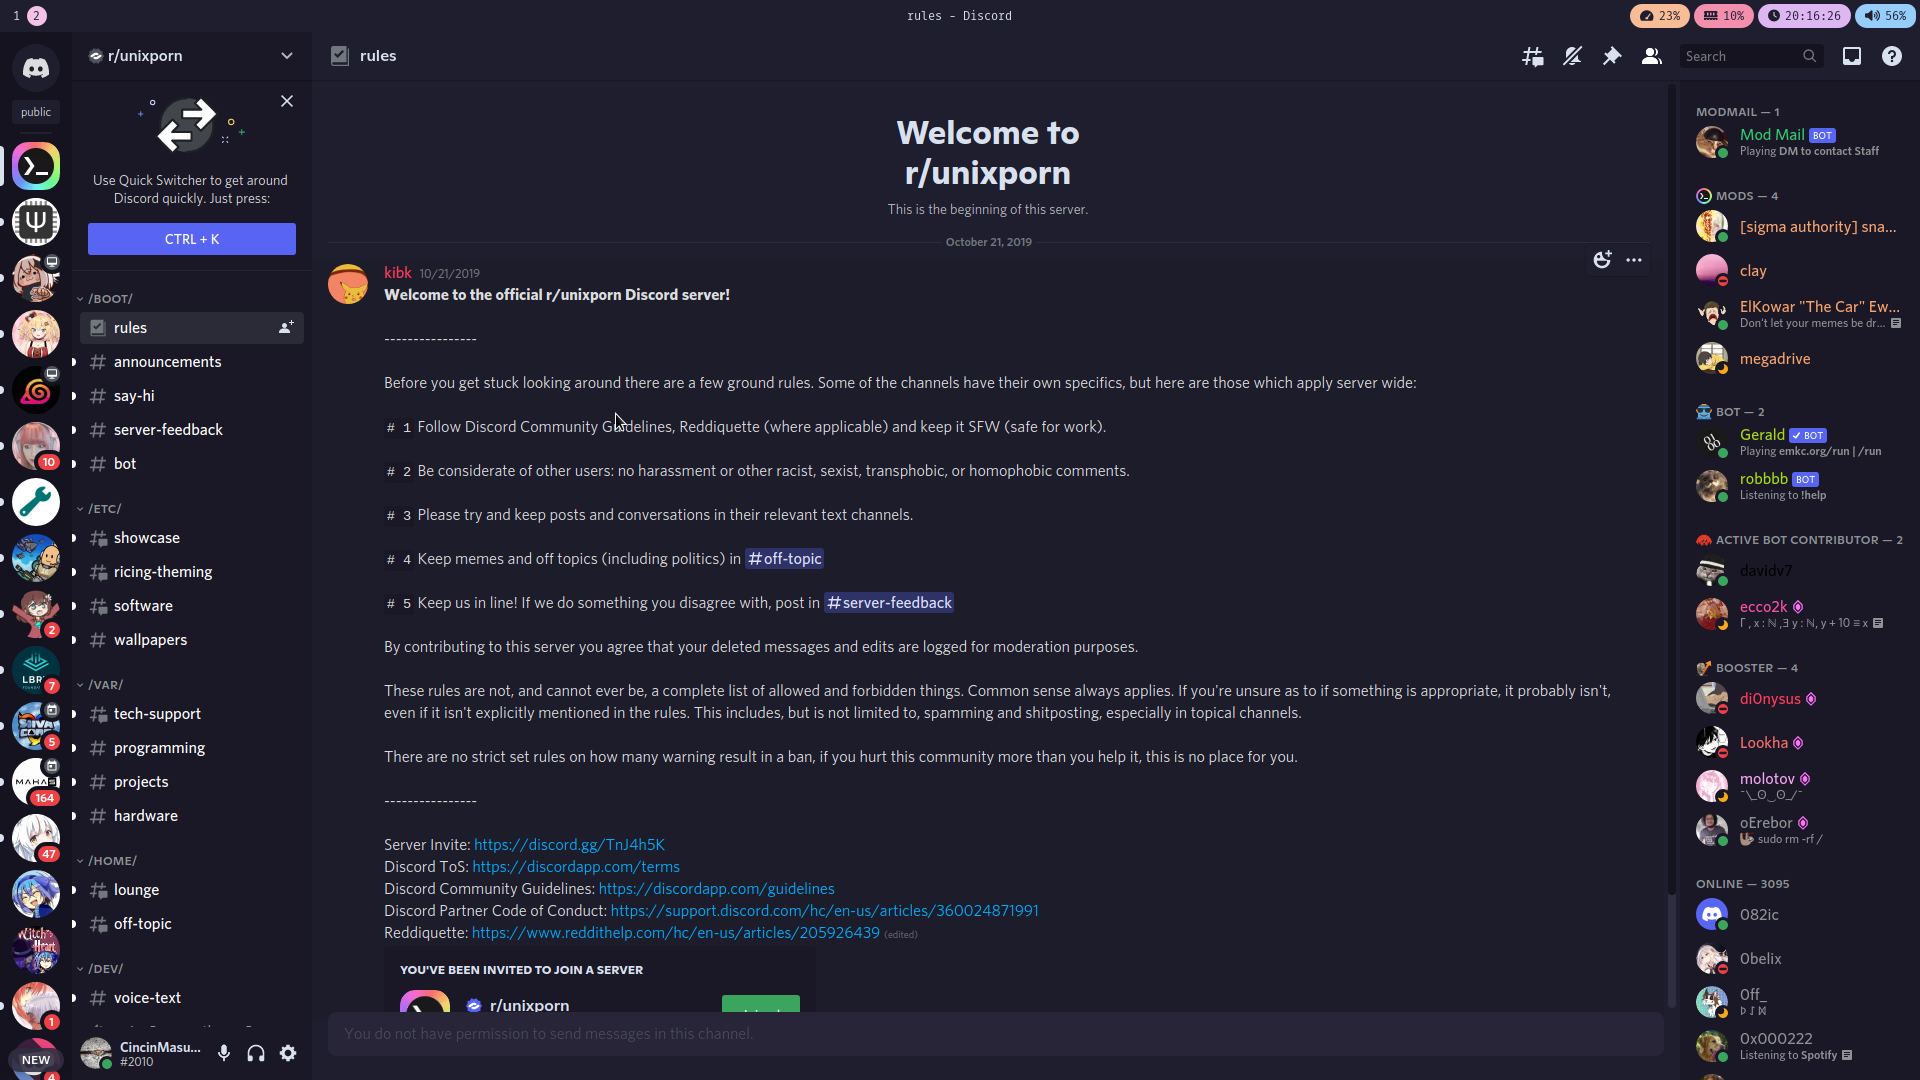 1 2
rules - Discord
23% 10% 20:16:26 56%
public
10
2
LBR
7
5
MAHAS
164
47
Witch's Heart
1
NEW
4
r/unixporn
Use Quick Switcher to get around
Discord quickly. Just press:
CTRL + K
/BOOT/
rules
# announcements
# say-hi
# server-feedback
# bot
/ETC/
showcase
ricing-theming
software
# wallpapers
/VAR/
# tech-support
# programming
# projects
# hardware
/HOME/
lounge
# off-topic
/DEV/
# voice-text
CincinMasu...
#2010
rules
Search
Welcome to
r/unixporn
This is the beginning of this server.
October 21, 2019
kibk 10/21/2019
Welcome to the official r/unixporn Discord server!
----------------
Before you get stuck looking around there are a few ground rules. Some of the channels have their own specifics, but here are those which apply server wide:
# 1 Follow Discord Community Guidelines, Reddiquette (where applicable) and keep it SFW (safe for work).
# 2 Be considerate of other users: no harassment or other racist, sexist, transphobic, or homophobic comments.
# 3 Please try and keep posts and conversations in their relevant text channels.
# 4 Keep memes and off topics (including politics) in #off-topic
# 5 Keep us in line! If we do something you disagree with, post in #server-feedback
By contributing to this server you agree that your deleted messages and edits are logged for moderation purposes.
These rules are not, and cannot ever be, a complete list of allowed and forbidden things. Common sense always applies. If you're unsure as to if something is appropriate, it probably isn't,
even if it isn't explicitly mentioned in the rules. This includes, but is not limited to, spamming and shitposting, especially in topical channels.
There are no strict set rules on how many warning result in a ban, if you hurt this community more than you help it, this is no place for you.
----------------
Server Invite: https://discord.gg/TnJ4h5K
Discord ToS: https://discordapp.com/terms
Discord Community Guidelines: https://discordapp.com/guidelines
Discord Partner Code of Conduct: https://support.discord.com/hc/en-us/articles/360024871991
Reddiquette: https://www.reddithelp.com/hc/en-us/articles/205926439 (edited)
YOU'VE BEEN INVITED TO JOIN A SERVER
r/unixporn
You do not have permission to send messages in this channel.
MODMAIL — 1
Mod Mail BOT
Playing DM to contact Staff
MODS — 4
[sigma authority] sna...
clay
ElKowar "The Car" Ew...
Don't let your memes be dr...
megadrive
BOT — 2
Gerald BOT
Playing emkc.org/run | /run
robbbb BOT
Listening to !help
ACTIVE BOT CONTRIBUTOR — 2
davidv7
ecco2k
Γ , x : ℕ ,∃ y : ℕ, y + 10 ≡ x
BOOSTER — 4
di0nysus
Lookha
molotov
¯\_ʘ‿ʘ_/¯
oErebor
sudo rm -rf /
ONLINE — 3095
082ic
0belix
0ff_
0x000222
Listening to Spotify